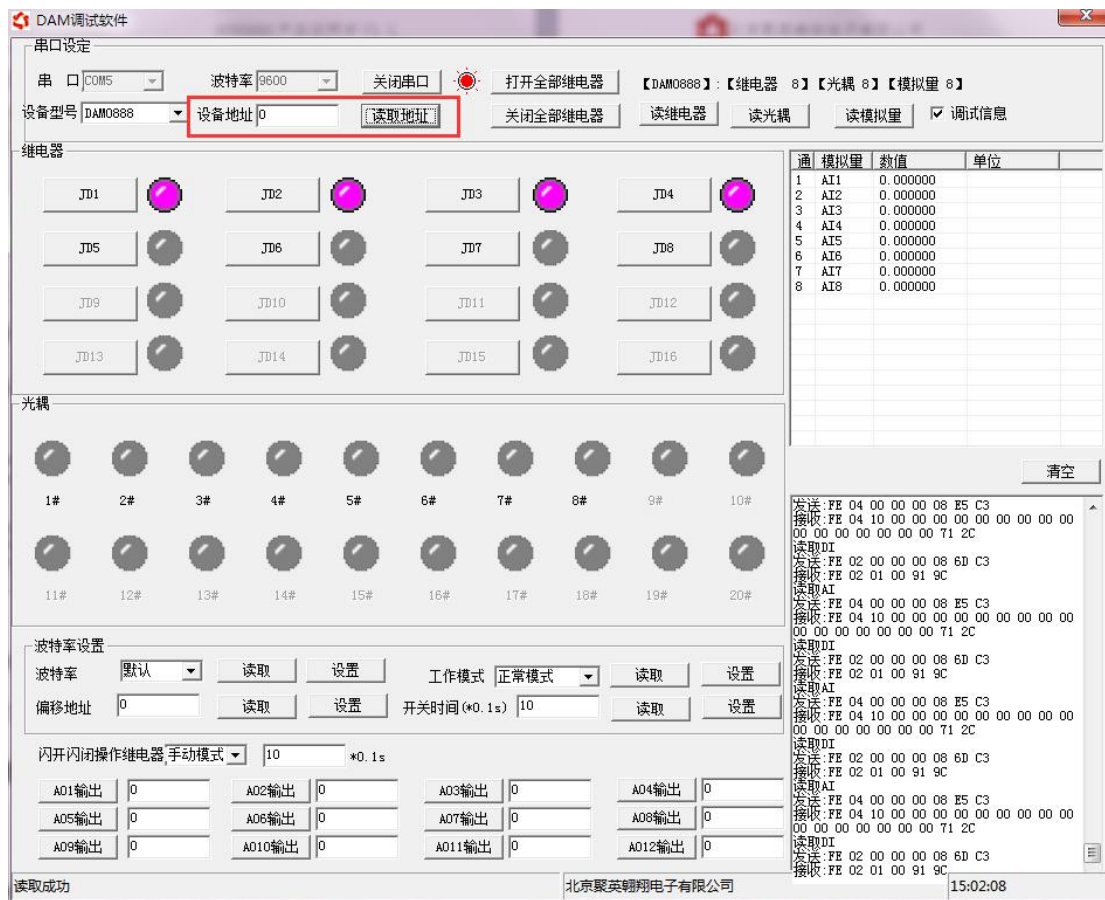 DAM调试软件
串口设定
串 口 COM5 波特率 9600 关闭串口 打开全部继电器 【DAM0888】:【继电器 8】【光耦 8】【模拟量 8】
设备型号 DAM0888 设备地址 0 读取地址 关闭全部继电器 读继电器 读光耦 读模拟量 调试信息
继电器
JD1 JD2 JD3 JD4
JD5 JD6 JD7 JD8
JD9 JD10 JD11 JD12
JD13 JD14 JD15 JD16
通 模拟量 数值 单位
1 AI1 0.000000
2 AI2 0.000000
3 AI3 0.000000
4 AI4 0.000000
5 AI5 0.000000
6 AI6 0.000000
7 AI7 0.000000
8 AI8 0.000000
清空
光耦
1# 2# 3# 4# 5# 6# 7# 8# 9# 10#
11# 12# 13# 14# 15# 16# 17# 18# 19# 20#
发送:FE 04 00 00 00 08 E5 C3
接收:FE 04 10 00 00 00 00 00 00 00 00 00
00 00 00 00 00 00 00 71 2C
读取DI
发送:FE 02 00 00 00 08 6D C3
接收:FE 02 01 00 91 9C
读取AI
发送:FE 04 00 00 00 08 E5 C3
接收:FE 04 10 00 00 00 00 00 00 00 00 00
00 00 00 00 00 00 00 71 2C
读取DI
发送:FE 02 00 00 00 08 6D C3
接收:FE 02 01 00 91 9C
读取AI
发送:FE 04 00 00 00 08 E5 C3
接收:FE 04 10 00 00 00 00 00 00 00 00 00
00 00 00 00 00 00 00 71 2C
读取DI
发送:FE 02 00 00 00 08 6D C3
接收:FE 02 01 00 91 9C
读取AI
发送:FE 04 00 00 00 08 E5 C3
接收:FE 04 10 00 00 00 00 00 00 00 00 00
00 00 00 00 00 00 00 71 2C
读取DI
发送:FE 02 00 00 00 08 6D C3
接收:FE 02 01 00 91 9C
波特率设置
波特率 默认 读取 设置 工作模式 正常模式 读取 设置
偏移地址 0 读取 设置 开关时间(*0.1s) 10 读取 设置
闪开闪闭操作继电器 手动模式 10 *0.1s
A01输出 0 A02输出 0 A03输出 0 A04输出 0
A05输出 0 A06输出 0 A07输出 0 A08输出 0
A09输出 0 A010输出 0 A011输出 0 A012输出 0
读取成功 北京聚英翱翔电子有限公司 15:02:08